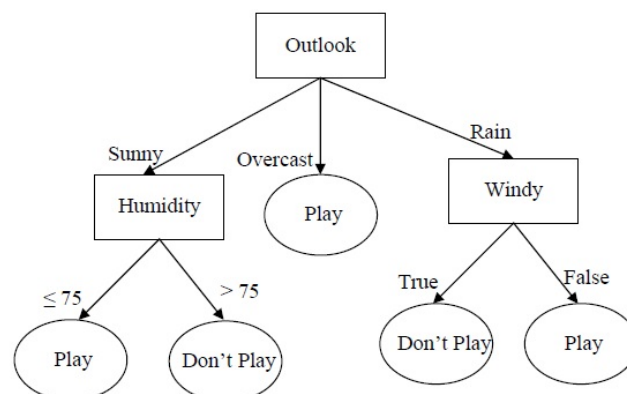 Outlook
Sunny
Overcast
Rain
Humidity
Play
Windy
≤ 75
> 75
True
False
Play
Don’t Play
Don’t Play
Play